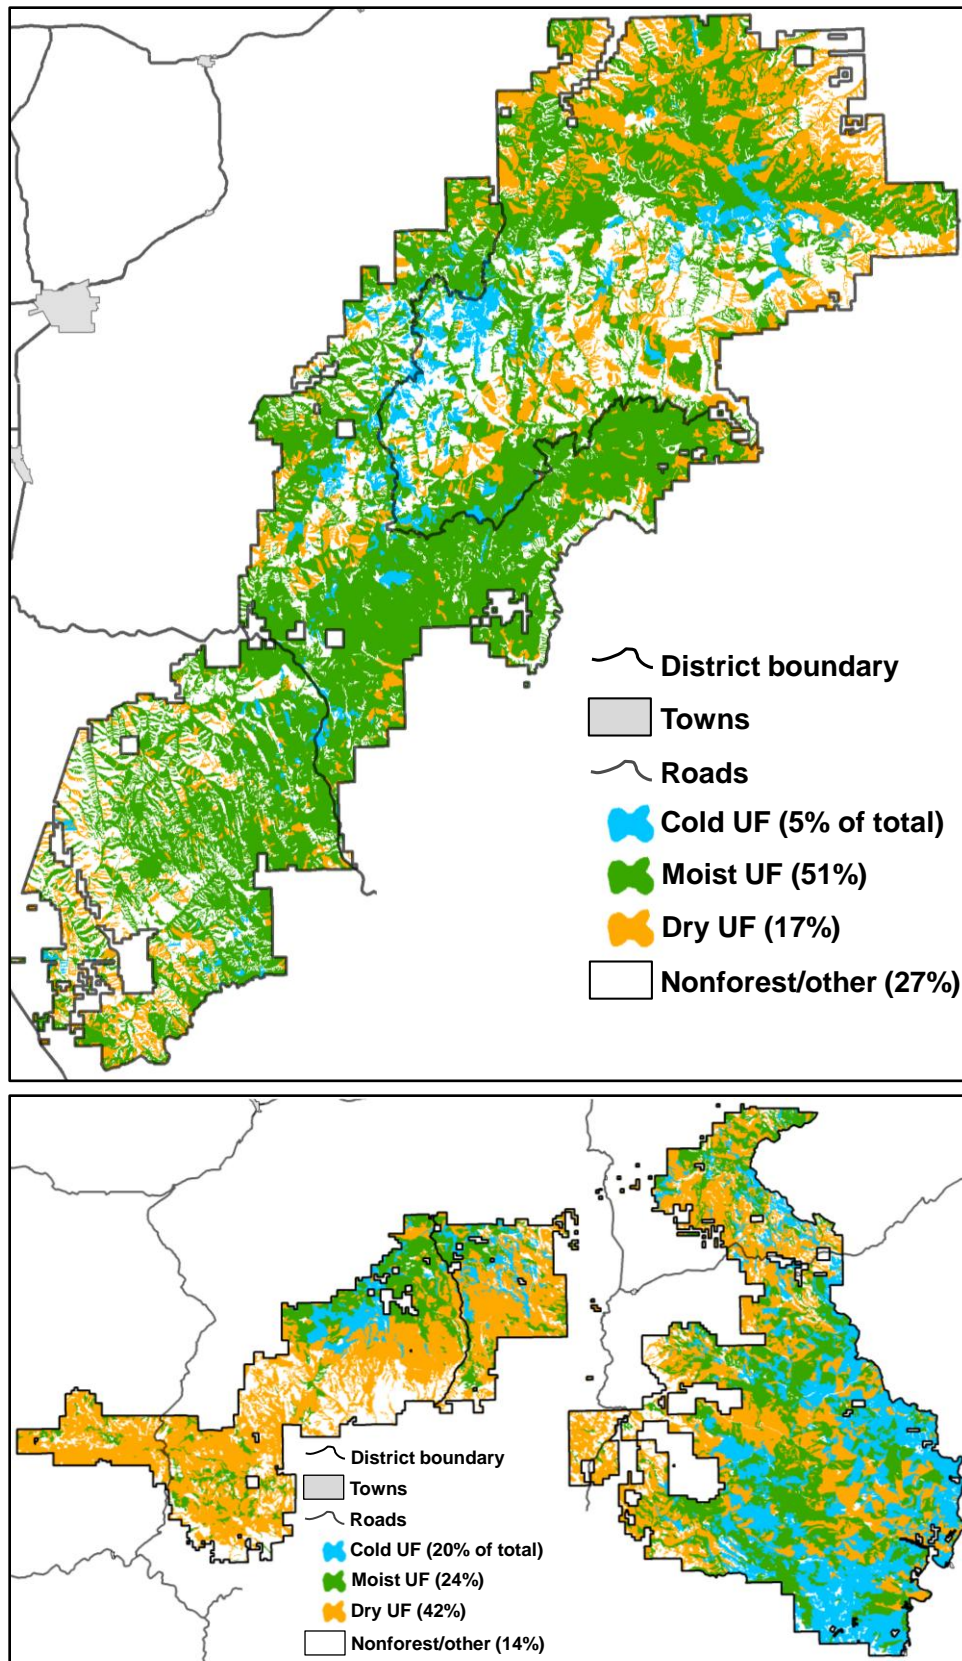 District boundary
Towns
Roads
Cold UF (5% of total)
Moist UF (51%)
Dry UF (17%)
Nonforest/other (27%)
District boundary
Towns
Roads
Cold UF (20% of total)
Moist UF (24%)
Dry UF (42%)
Nonforest/other (14%)